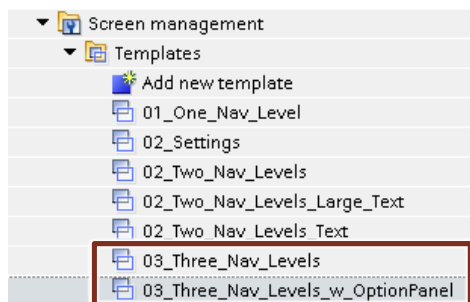 Screen management
Templates
Add new template
01_One_Nav_Level
02_Settings
02_Two_Nav_Levels
02_Two_Nav_Levels_Large_Text
02_Two_Nav_Levels_Text
03_Three_Nav_Levels
03_Three_Nav_Levels_w_OptionPanel